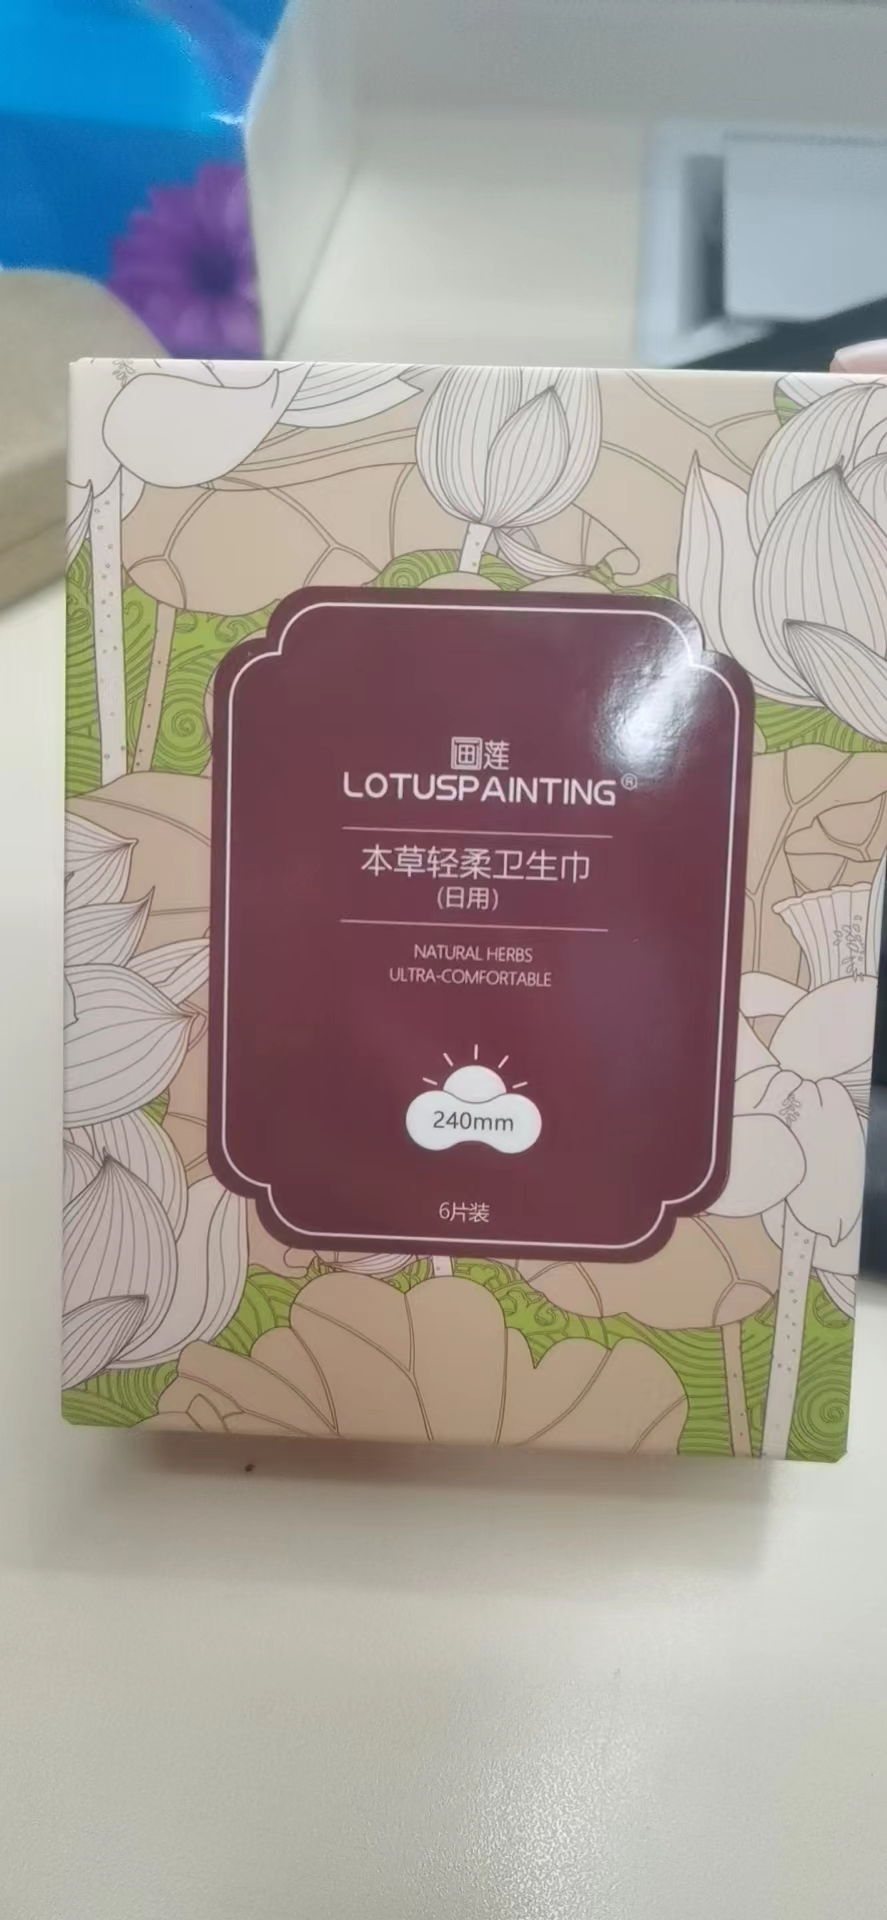 画莲
LOTUSPAINTING®
本草轻柔卫生巾
(日用)
NATURAL HERBS
ULTRA-COMFORTABLE
240mm
6片装